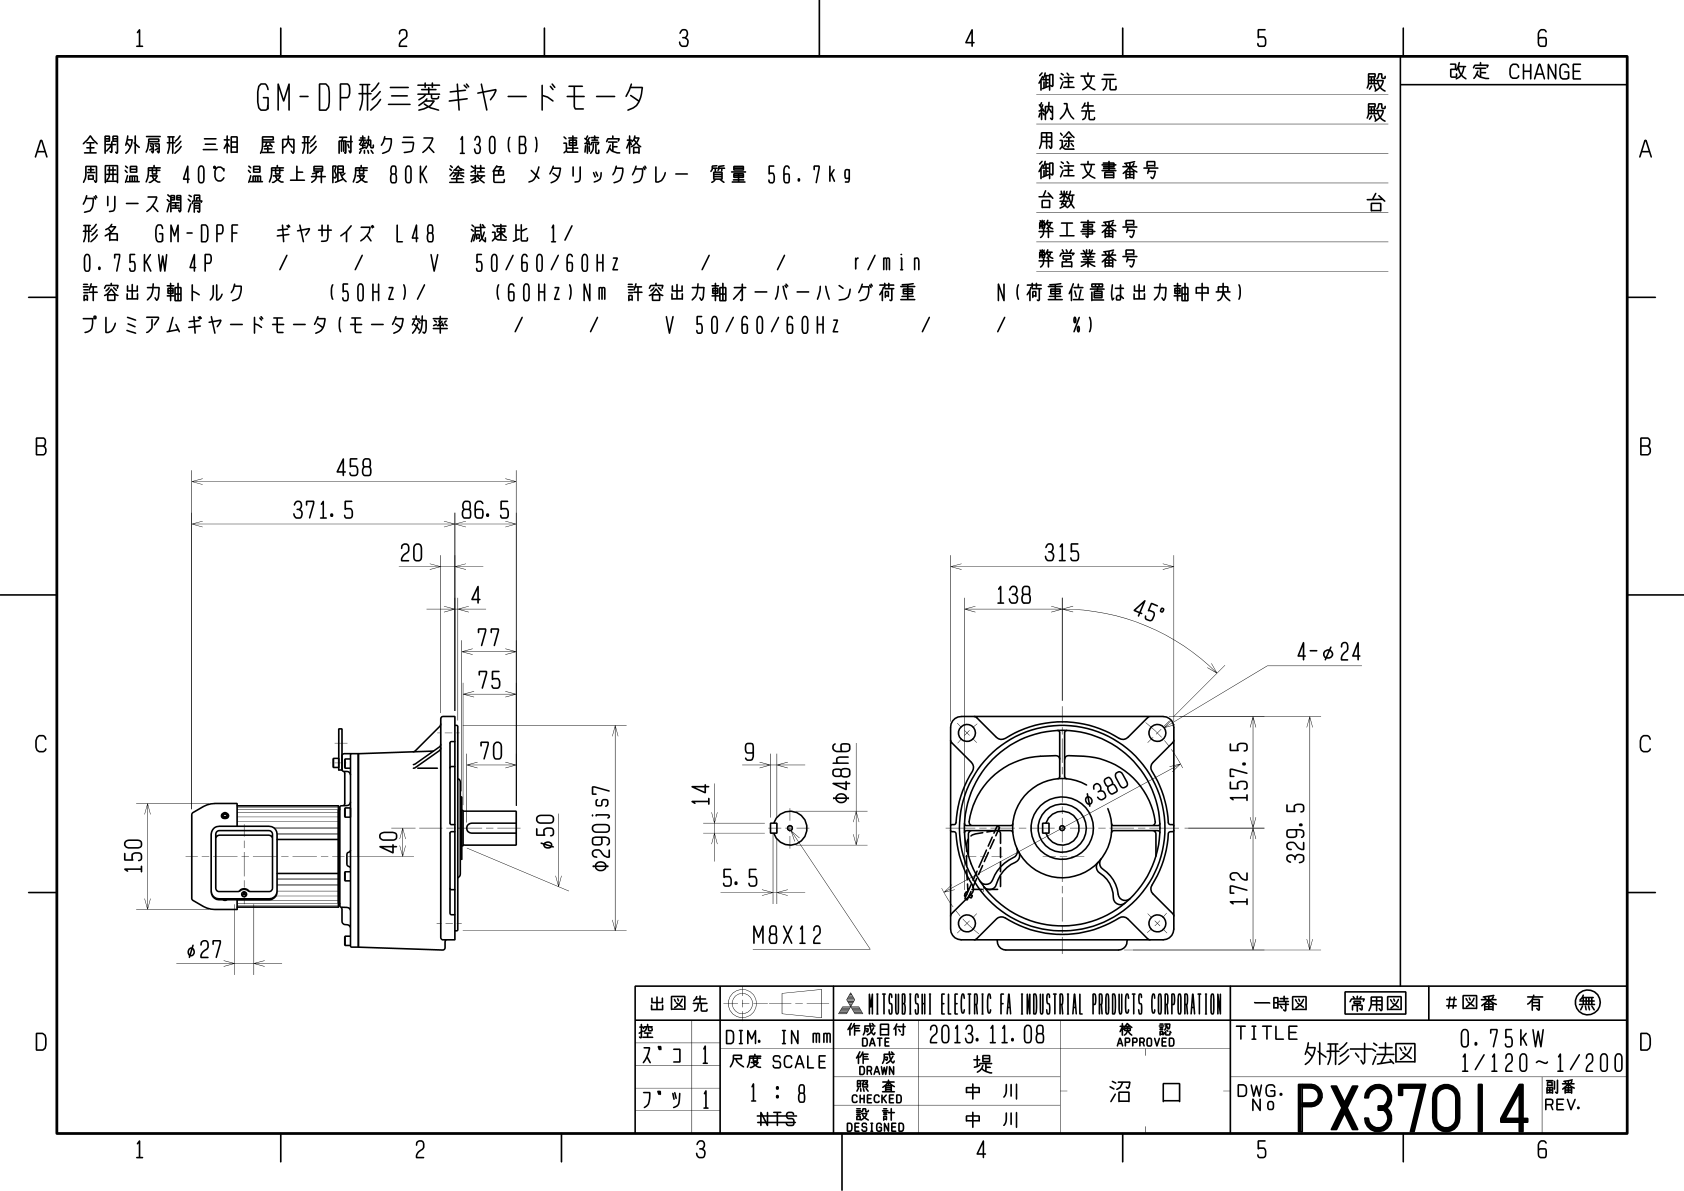 1 2 3 4 5 6
改定 CHANGE
GM-DP形三菱ギヤードモータ
全閉外扇形 三相 屋内形 耐熱クラス 130(B) 連続定格
周囲温度 40℃ 温度上昇限度 80K 塗装色 メタリックグレー 質量 56.7kg
グリース潤滑
形名 GM-DPF ギヤサイズ L48 減速比 1/
0.75KW 4P / / V 50/60/60Hz / / r/min
許容出力軸トルク (50Hz)/ (60Hz)Nm 許容出力軸オーバーハング荷重 N(荷重位置は出力軸中央)
プレミアムギヤードモータ(モータ効率 / / V 50/60/60Hz / / %)
御注文元 殿
納入先 殿
用途
御注文書番号
台数 台
弊工事番号
弊営業番号
A A
B B
C C
D D
458
371.5 86.5
20
4
77
75
70
150
40
φ50
Φ290js7
φ27
9
14
Φ48h6
5.5
M8X12
315
138
45°
4-φ24
φ380
157.5
329.5
172
出図先
控
ズコ 1
ブツ 1
DIM. IN mm
尺度 SCALE
1 : 8
NTS
MITSUBISHI ELECTRIC FA INDUSTRIAL PRODUCTS CORPORATION
作成日付 DATE 2013.11.08
作成 DRAWN 堤
照査 CHECKED 中川
設計 DESIGNED 中川
検認 APPROVED
沼口
一時図 常用図 #図番 有 無
TITLE
外形寸法図
0.75kW
1/120~1/200
DWG. No PX37014
副番 REV.
1 2 3 4 5 6